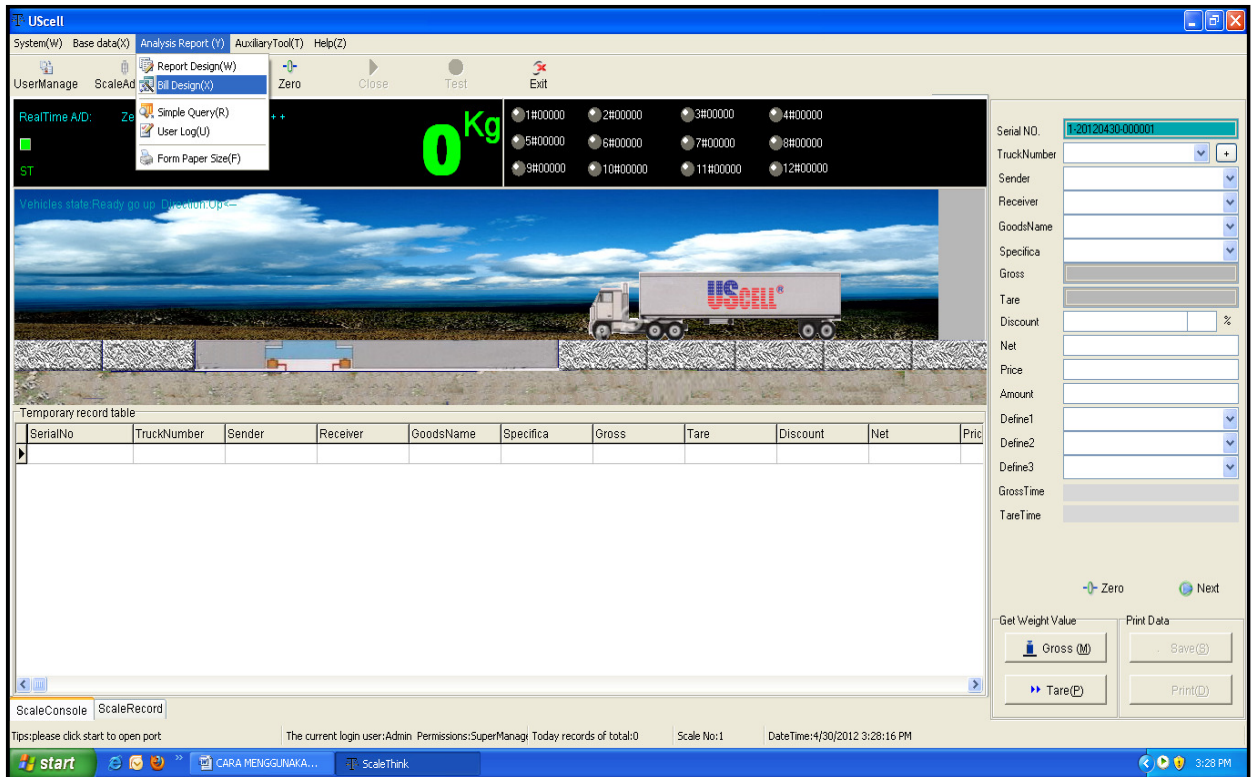 UScell
System(W) Base data(X) Analysis Report (Y) AuxiliaryTool(T) Help(Z)
Report Design(W)
Bill Design(X)
Simple Query(R)
User Log(U)
Form Paper Size(F)
UserManage ScaleAd Zero Close Test Exit
RealTime A/D: Ze ++
ST
0 Kg
1#00000 2#00000 3#00000 4#00000
5#00000 6#00000 7#00000 8#00000
9#00000 10#00000 11#00000 12#00000
Vehicles state:Ready go up Direction:Up<--
USCELL®
Temporary record table
SerialNo TruckNumber Sender Receiver GoodsName Specifica Gross Tare Discount Net Pric
Serial NO. 1-20120430-000001
TruckNumber +
Sender
Receiver
GoodsName
Specifica
Gross
Tare
Discount %
Net
Price
Amount
Define1
Define2
Define3
GrossTime
TareTime
Zero Next
Get Weight Value Print Data
Gross (M) Save(S)
Tare(P) Print(D)
ScaleConsole ScaleRecord
Tips:please click start to open port The current login user:Admin Permissions:SuperManage Today records of total:0 Scale No:1 DateTime:4/30/2012 3:28:16 PM
start CARA MENGGUNAKA... ScaleThink 3:28 PM